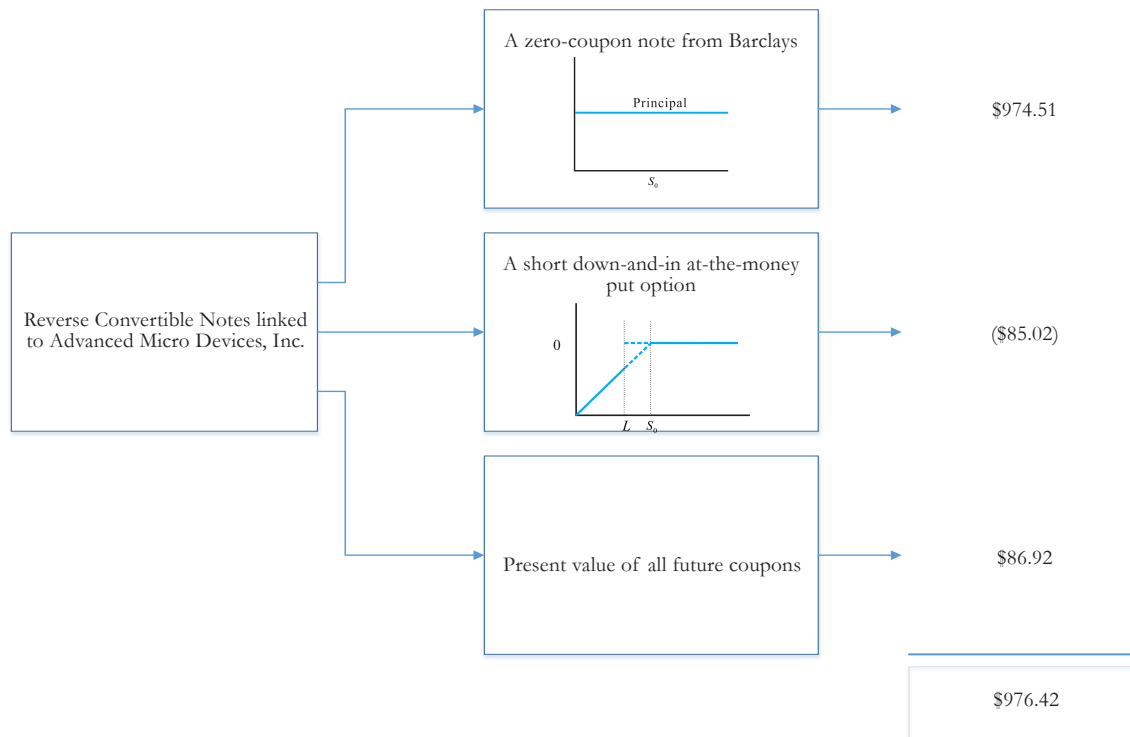 A zero-coupon note from Barclays
Principal
S₀
$974.51
Reverse Convertible Notes linked
to Advanced Micro Devices, Inc.
A short down-and-in at-the-money
put option
0
L S₀
($85.02)
Present value of all future coupons
$86.92
$976.42